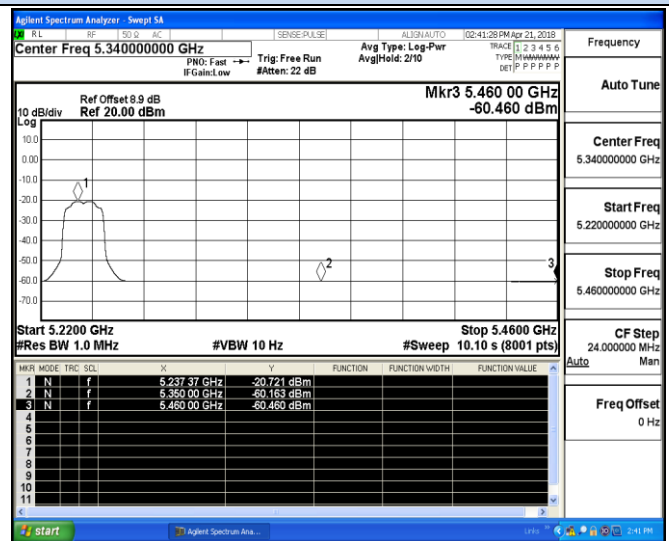 Agilent Spectrum Analyzer - Swept SA
LXI RL RF 50 Ω AC SENSE:PULSE ALIGNAUTO 02:41:28 PM Apr 21, 2018
Center Freq 5.340000000 GHz
PNO: Fast
IFGain:Low
Trig: Free Run
#Atten: 22 dB
Avg Type: Log-Pwr
Avg|Hold: 2/10
TRACE 1 2 3 4 5 6
TYPE MWWWWW
DET P P P P P P
Ref Offset 8.9 dB
10 dB/div Ref 20.00 dBm
Log
Mkr3 5.460 00 GHz
-60.460 dBm
10.0
0.00
-10.0
-20.0
-30.0
-40.0
-50.0
-60.0
-70.0
1
2
3
Start 5.2200 GHz Stop 5.4600 GHz
#Res BW 1.0 MHz #VBW 10 Hz #Sweep 10.10 s (8001 pts)
MKR MODE TRC SCL X Y FUNCTION FUNCTION WIDTH FUNCTION VALUE
1 N f 5.237 37 GHz -20.721 dBm
2 N f 5.350 00 GHz -60.163 dBm
3 N f 5.460 00 GHz -60.460 dBm
4
5
6
7
8
9
10
11
Frequency
Auto Tune
Center Freq
5.340000000 GHz
Start Freq
5.220000000 GHz
Stop Freq
5.460000000 GHz
CF Step
24.000000 MHz
Auto Man
Freq Offset
0 Hz
start Agilent Spectrum Ana... Links » 2:41 PM